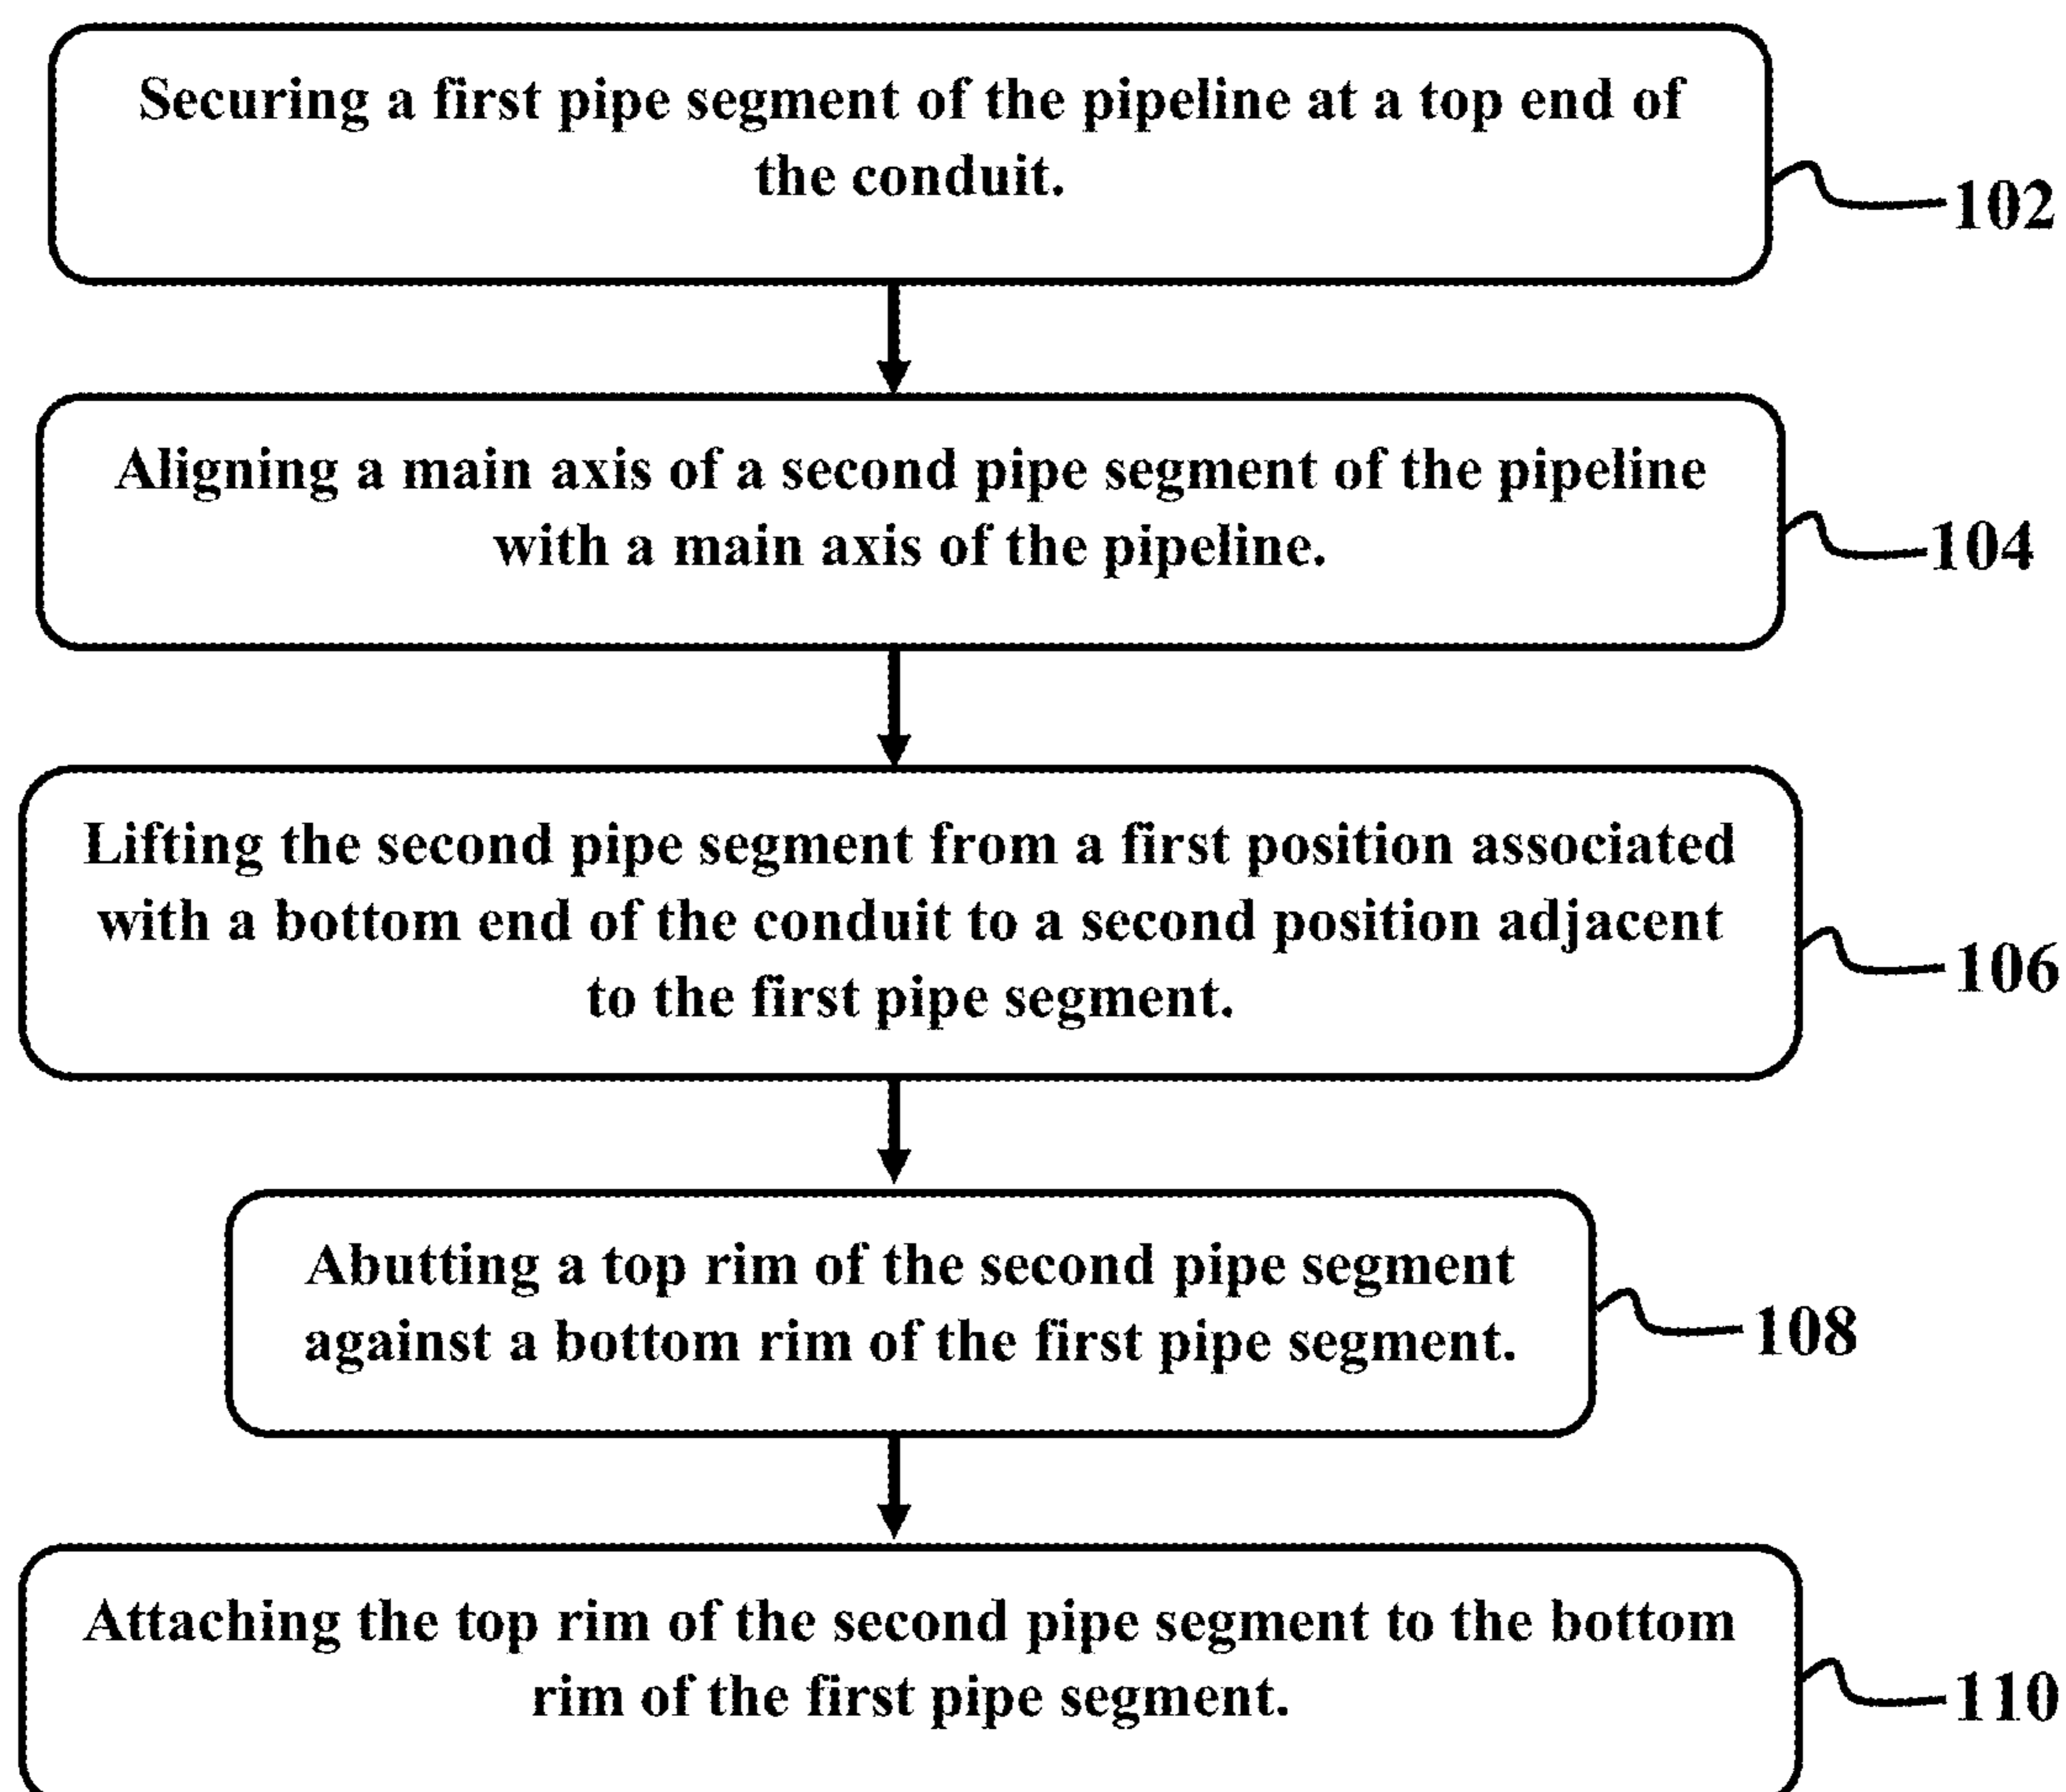 Securing a first pipe segment of the pipeline at a top end of
the conduit.
102
Aligning a main axis of a second pipe segment of the pipeline
with a main axis of the pipeline.
104
Lifting the second pipe segment from a first position associated
with a bottom end of the conduit to a second position adjacent
to the first pipe segment.
106
Abutting a top rim of the second pipe segment
against a bottom rim of the first pipe segment.
108
Attaching the top rim of the second pipe segment to the bottom
rim of the first pipe segment.
110